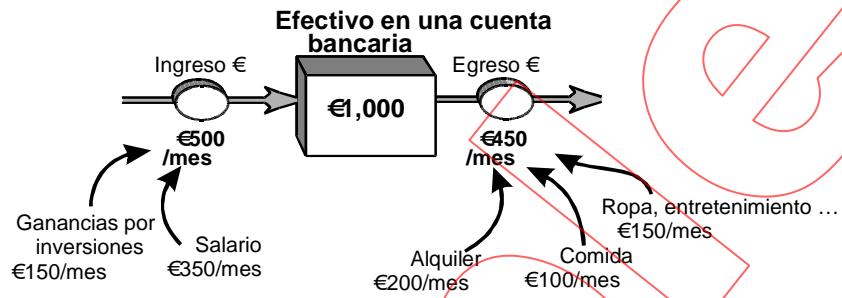 Efectivo en una cuenta
bancaria
Ingreso €
Egreso €
€1,000
€500
/mes
€450
/mes
Ganancias por
inversiones
€150/mes
Salario
€350/mes
Alquiler
€200/mes
Comida
€100/mes
Ropa, entretenimiento …
€150/mes